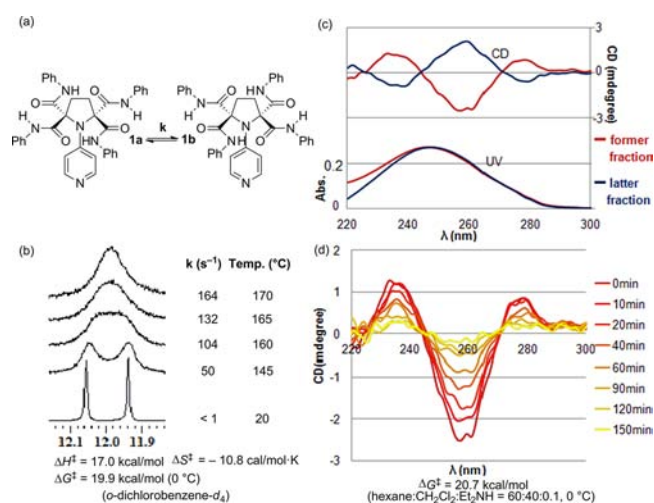 (a)
Ph NH HN Ph Ph NH HN Ph
H O O H H O O H
Ph N N N Ph Ph N N N Ph
O O k O O
NH HN
Ph 1a 1b Ph
N N
(b)
k (s⁻¹) Temp. (°C)
164 170
132 165
104 160
50 145
< 1 20
12.1 12.0 11.9
ΔH‡ = 17.0 kcal/mol ΔS‡ = – 10.8 cal/mol·K
ΔG‡ = 19.9 kcal/mol (0 °C)
(o-dichlorobenzene-d4)
(c)
CD
UV
3
0
-3
CD (mdegree)
Abs.
0.2
0
220 240 260 280 300
λ (nm)
red former fraction
blue latter fraction
(d)
CD(mdegree)
2
1
0
-1
-2
-3
220 240 260 280 300
λ(nm)
0min
10min
20min
40min
60min
90min
120min
150min
ΔG‡ = 20.7 kcal/mol
(hexane:CH2Cl2:Et2NH = 60:40:0.1, 0 °C)